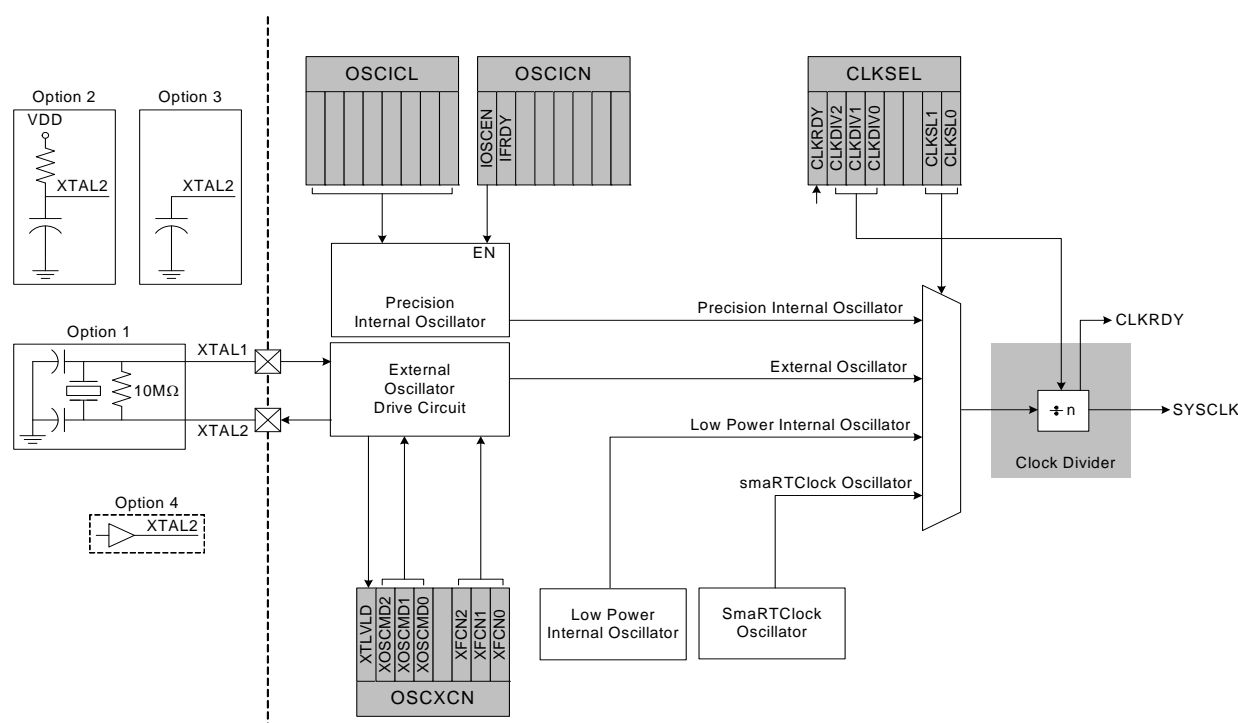 OSCICL
OSCICN
CLKSEL
IOSCEN
IFRDY
CLKRDY
CLKDIV2
CLKDIV1
CLKDIV0
CLKSL1
CLKSL0
Option 2
VDD
XTAL2
Option 3
XTAL2
EN
Precision
Internal Oscillator
Precision Internal Oscillator
Option 1
XTAL1
10MΩ
XTAL2
External
Oscillator
Drive Circuit
External Oscillator
Low Power Internal Oscillator
smaRTClock Oscillator
CLKRDY
÷ n
SYSCLK
Clock Divider
Option 4
XTAL2
XTLVLD
XOSCMD2
XOSCMD1
XOSCMD0
XFCN2
XFCN1
XFCN0
OSCXCN
Low Power
Internal Oscillator
SmaRTClock
Oscillator